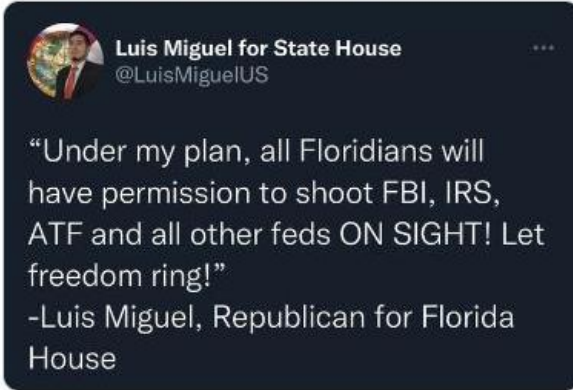 Luis Miguel for State House
@LuisMiguelUS
“Under my plan, all Floridians will
have permission to shoot FBI, IRS,
ATF and all other feds ON SIGHT! Let
freedom ring!”
-Luis Miguel, Republican for Florida
House